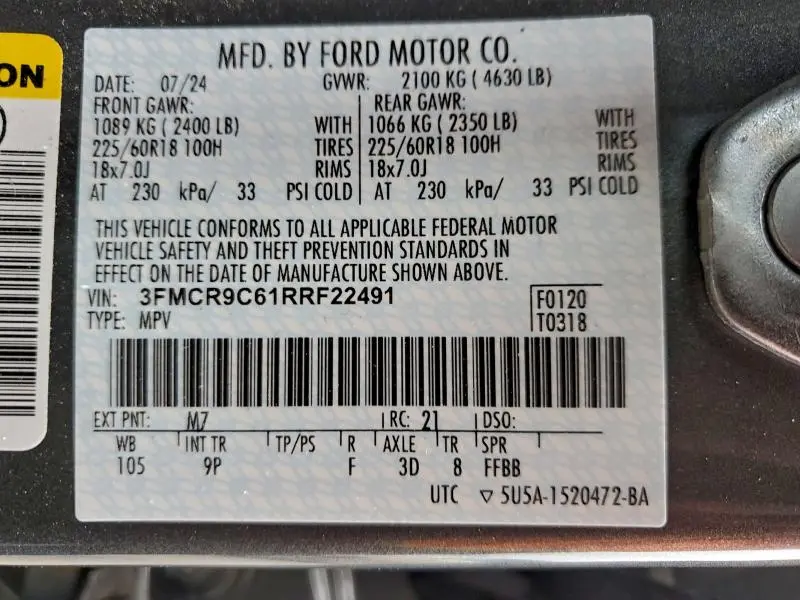 ON
MFD. BY FORD MOTOR CO.
DATE: 07/24 GVWR: 2100 KG (4630 LB)
FRONT GAWR: REAR GAWR:
1089 KG (2400 LB) WITH 1066 KG (2350 LB) WITH
225/60R18 100H TIRES 225/60R18 100H TIRES
18x7.0J RIMS 18x7.0J RIMS
AT 230 kPa/ 33 PSI COLD AT 230 kPa/ 33 PSI COLD
THIS VEHICLE CONFORMS TO ALL APPLICABLE FEDERAL MOTOR
VEHICLE SAFETY AND THEFT PREVENTION STANDARDS IN
EFFECT ON THE DATE OF MANUFACTURE SHOWN ABOVE.
VIN: 3FMCR9C61RRF22491 F0120
TYPE: MPV T0318
EXT PNT: M7 RC: 21 DSO:
WB INT TR TP/PS R AXLE TR SPR
105 9P F 3D 8 FFBB
UTC ▽ 5U5A-1520472-BA